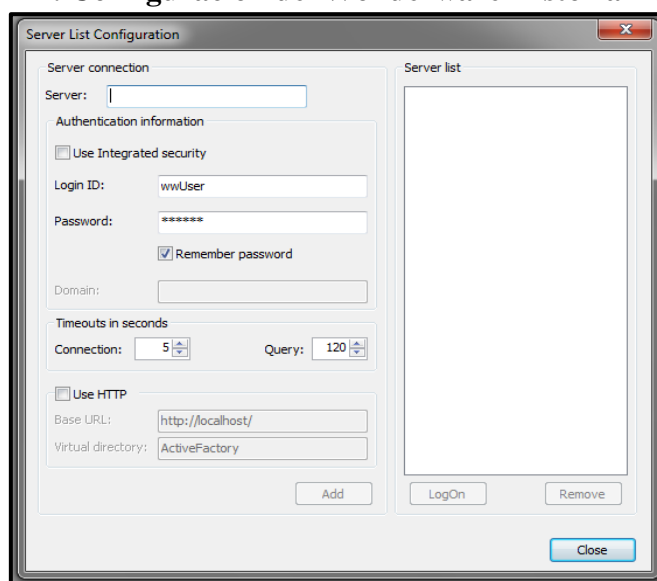 Server List Configuration
Server connection
Server:
Authentication information
Use Integrated security
Login ID: wwUser
Password: ******
Remember password
Domain:
Timeouts in seconds
Connection: 5 Query: 120
Use HTTP
Base URL: http://localhost/
Virtual directory: ActiveFactory
Add
Server list
LogOn Remove
Close